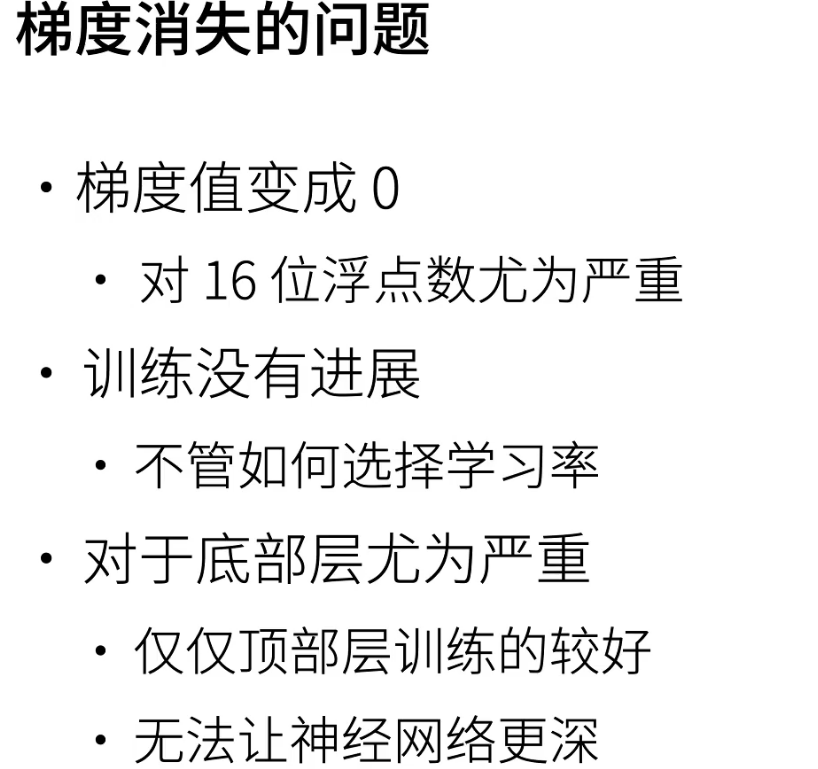 梯度消失的问题
• 梯度值变成 0
• 对 16 位浮点数尤为严重
• 训练没有进展
• 不管如何选择学习率
• 对于底部层尤为严重
• 仅仅顶部层训练的较好
• 无法让神经网络更深